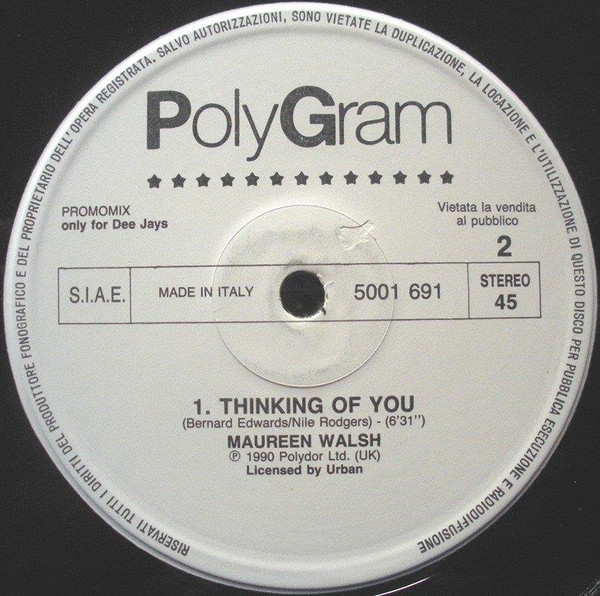 RISERVATI TUTTI I DIRITTI DEL PRODUTTORE FONOGRAFICO E DEL PROPRIETARIO DELL'OPERA REGISTRATA. SALVO AUTORIZZAZIONI, SONO VIETATE LA DUPLICAZIONE, LA LOCAZIONE E L'UTILIZZAZIONE DI QUESTO DISCO PER PUBBLICA ESECUZIONE E RADIODIFFUSIONE
PolyGram
PROMOMIX
only for Dee Jays
Vietata la vendita
al pubblico
2
S.I.A.E. MADE IN ITALY 5001 691 STEREO
45
1. THINKING OF YOU
(Bernard Edwards/Nile Rodgers) - (6'31'')
MAUREEN WALSH
℗ 1990 Polydor Ltd. (UK)
Licensed by Urban